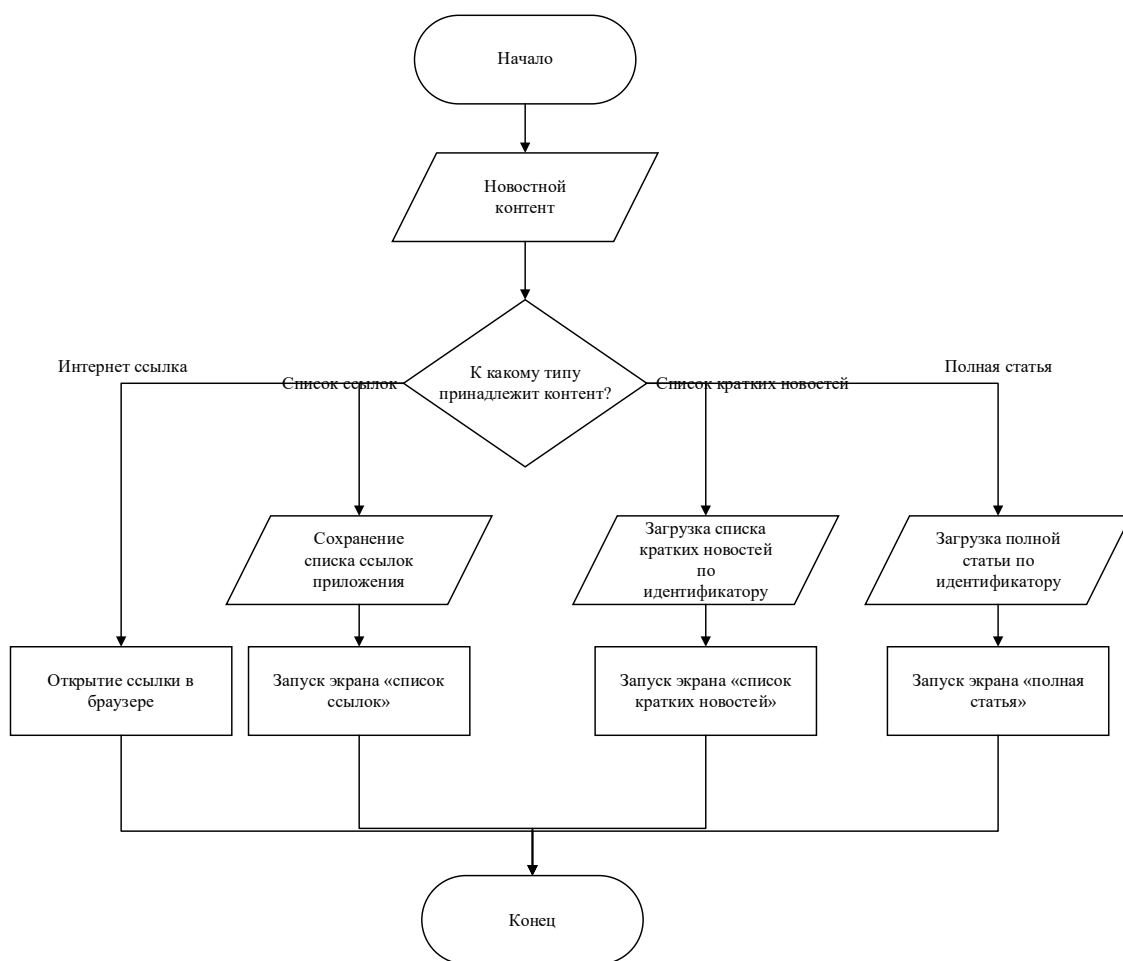 Начало
Новостной
контент
К какому типу
принадлежит контент?
Интернет ссылка
Список ссылок
Список кратких новостей
Полная статья
Сохранение
списка ссылок
приложения
Загрузка списка
кратких новостей
по
идентификатору
Загрузка полной
статьи по
идентификатору
Открытие ссылки в
браузере
Запуск экрана «список
ссылок»
Запуск экрана «список
кратких новостей»
Запуск экрана «полная
статья»
Конец